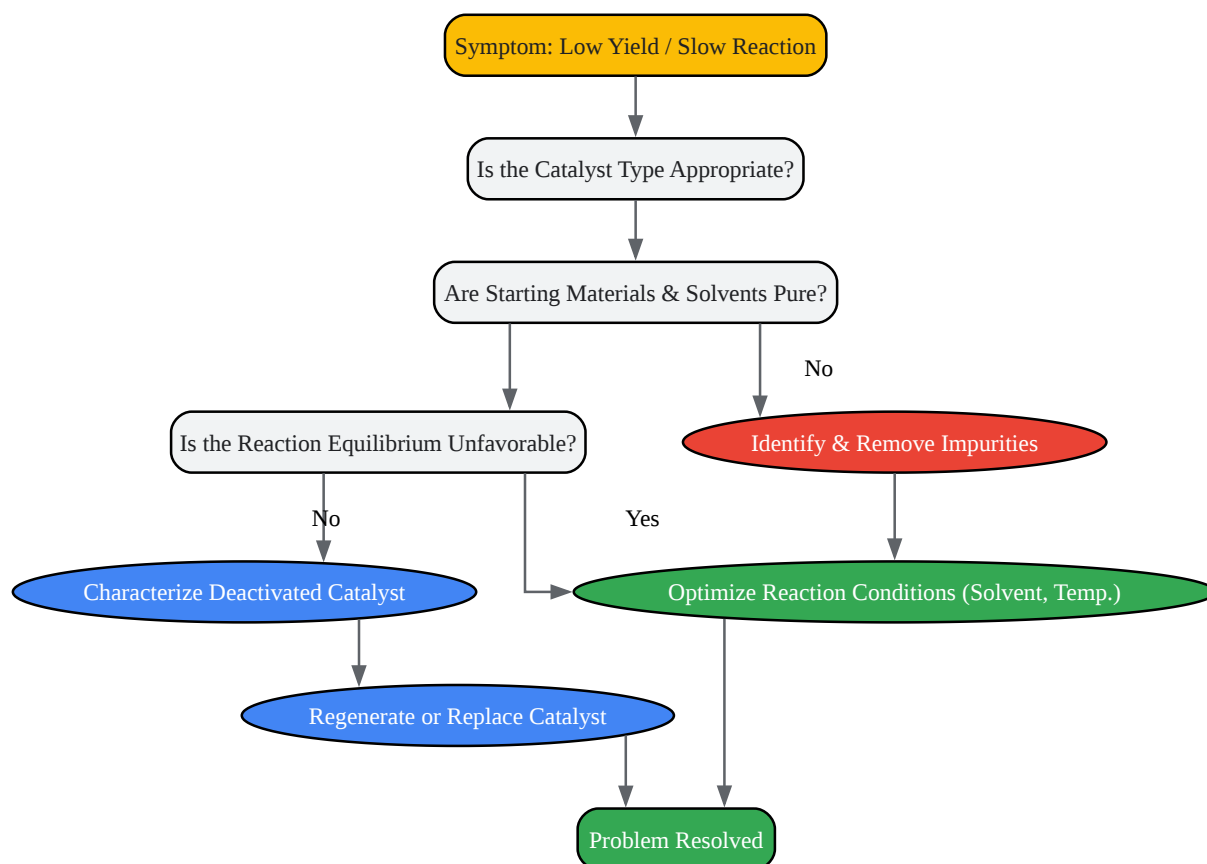 Symptom: Low Yield / Slow Reaction
Is the Catalyst Type Appropriate?
Are Starting Materials & Solvents Pure?
No
Is the Reaction Equilibrium Unfavorable?
Identify & Remove Impurities
No
Yes
Characterize Deactivated Catalyst
Optimize Reaction Conditions (Solvent, Temp.)
Regenerate or Replace Catalyst
Problem Resolved